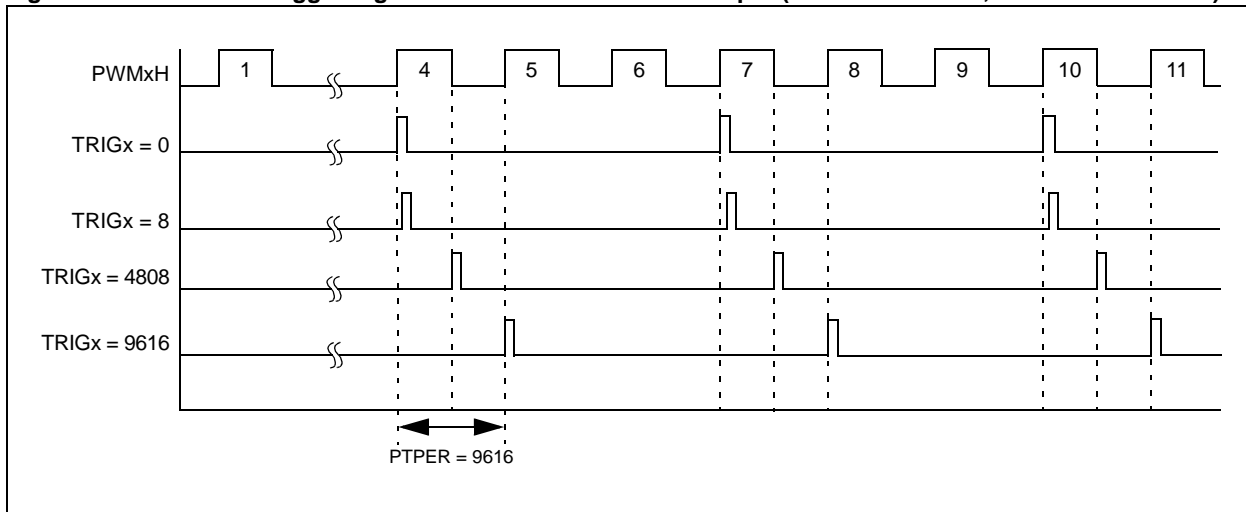 PWMxH 1 4 5 6 7 8 9 10 11
TRIGx = 0
TRIGx = 8
TRIGx = 4808
TRIGx = 9616
PTPER = 9616